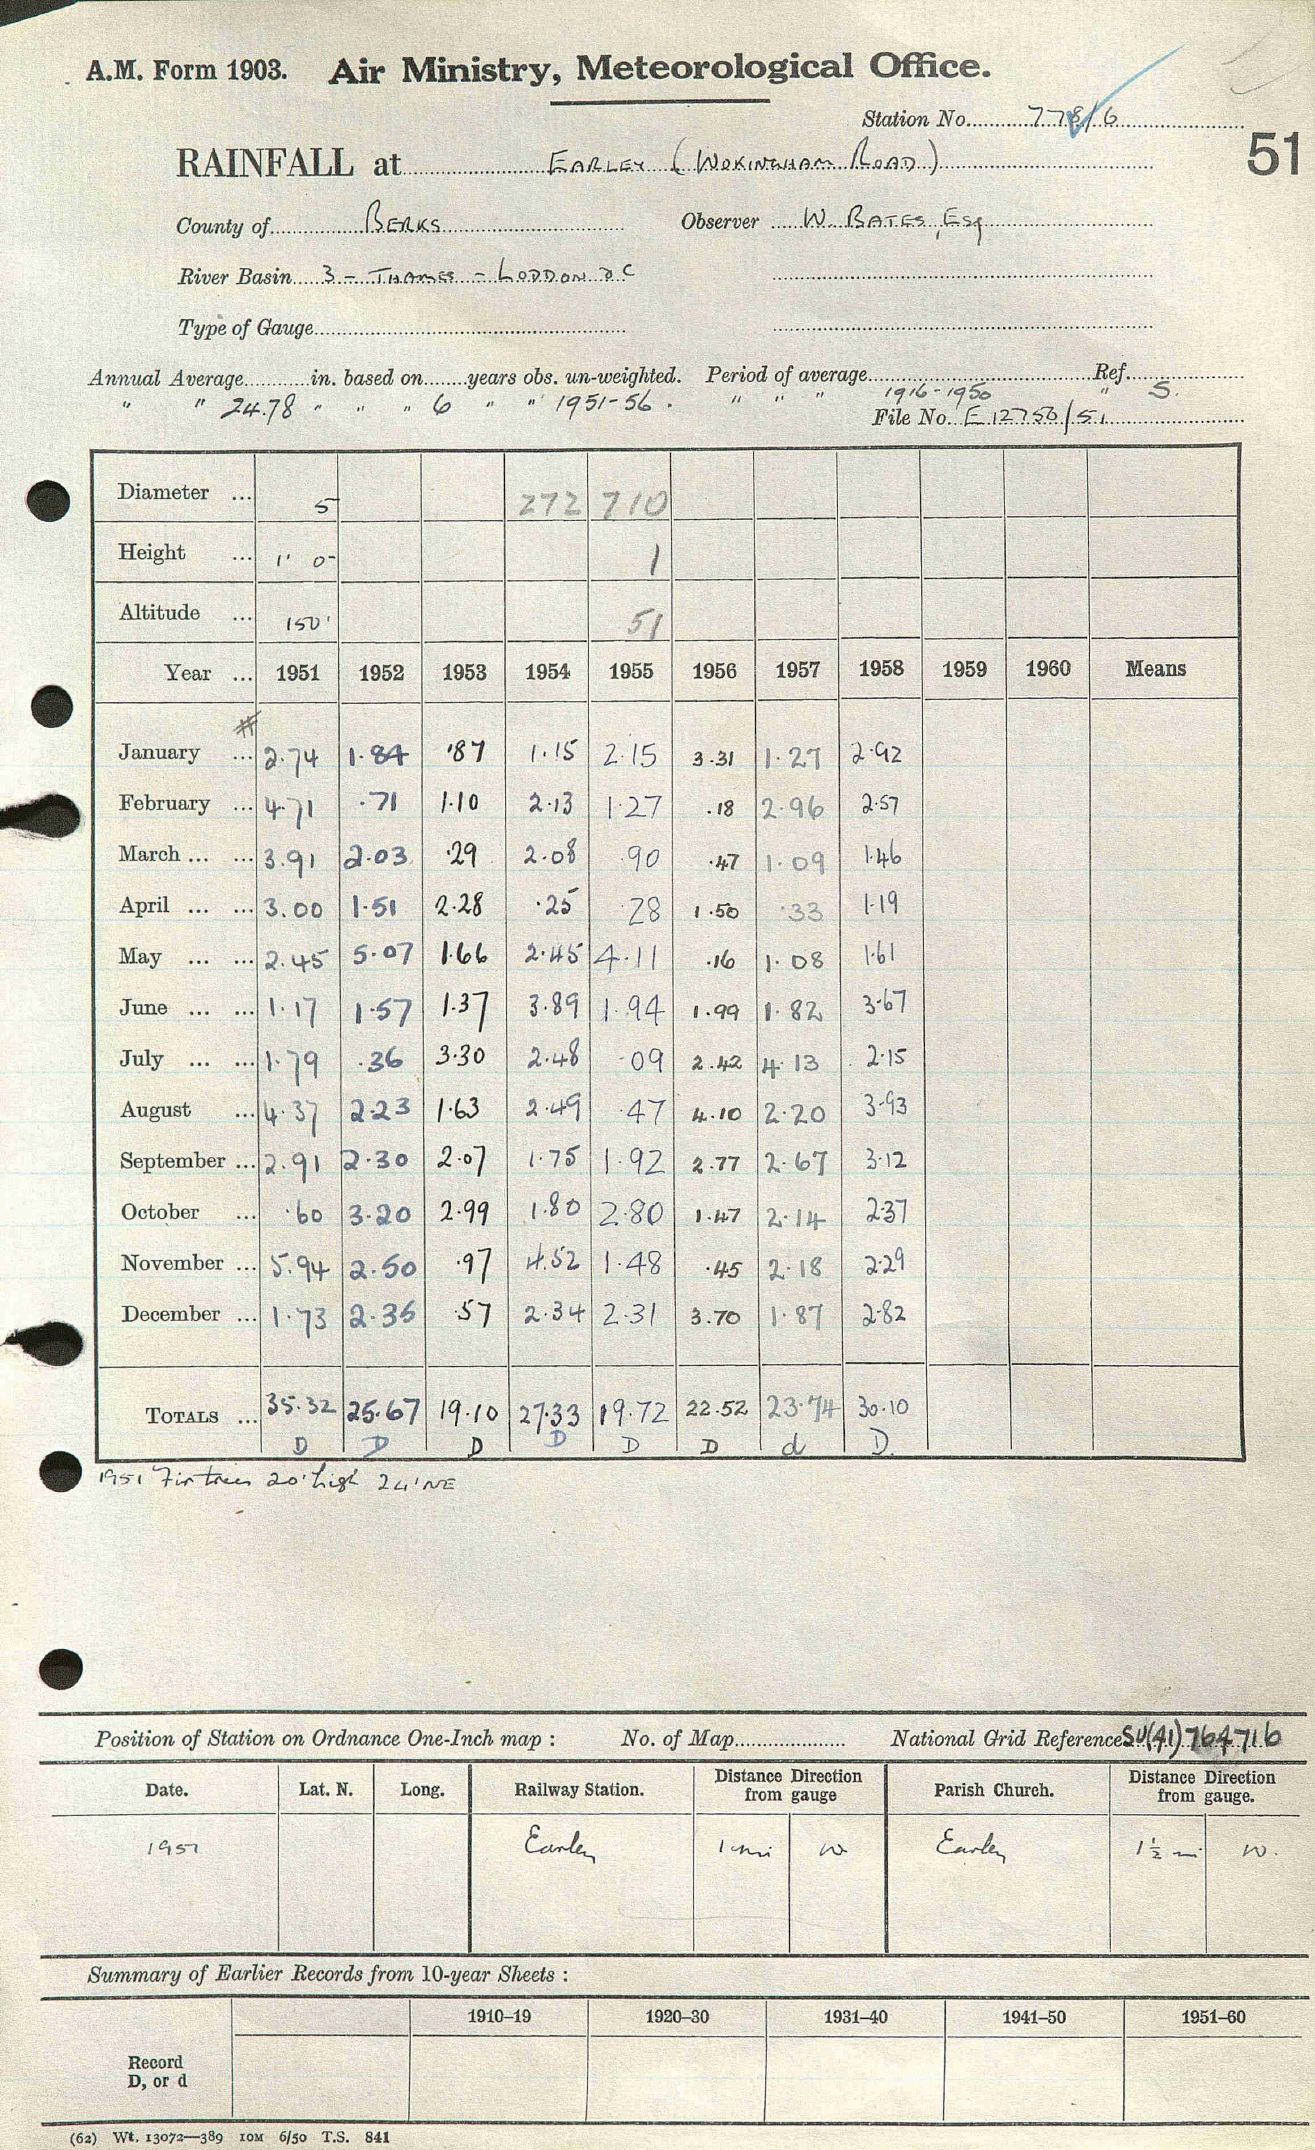 A.M. Form 1903. Air Ministry, Meteorological Office.
Station No. 778/6
51
RAINFALL at EARLEY (WOKINGHAM ROAD)
County of BERKS Observer W. BATES, Esq
River Basin 3 - THAMES - LODDON &C
Type of Gauge
Annual Average in. based on years obs. un-weighted. Period of average Ref.
" " 24.78 " " " 6 " " 1951-56. " " " 1916-1950 " S.
File No. E 12750/51
Diameter ... 5 272 710
Height ... 1' 0" 1
Altitude ... 150' 51
Year ... 1951 1952 1953 1954 1955 1956 1957 1958 1959 1960 Means
#
January ... 2.74 1.84 .87 1.15 2.15 3.31 1.27 2.92
February ... 4.71 .71 1.10 2.13 1.27 .18 2.96 2.57
March ... ... 3.91 2.03 .29 2.08 .90 .47 1.09 1.46
April ... ... 3.00 1.51 2.28 .25 28 1.50 .33 1.19
May ... ... 2.45 5.07 1.66 2.45 4.11 .16 1.08 1.61
June ... ... 1.17 1.57 1.37 3.89 1.94 1.99 1.82 3.67
July ... ... 1.79 .36 3.30 2.48 .09 2.42 4.13 2.15
August ... 4.37 2.23 1.63 2.49 .47 4.10 2.20 3.93
September ... 2.91 2.30 2.07 1.75 1.92 2.77 2.67 3.12
October ... .60 3.20 2.99 1.80 2.80 1.47 2.14 2.37
November ... 5.94 2.50 .97 4.52 1.48 .45 2.18 2.29
December ... 1.73 2.35 .57 2.34 2.31 3.70 1.87 2.82
TOTALS ... 35.32 25.67 19.10 27.33 19.72 22.52 23.74 30.10
D D D D D D d D.
1951 Fir trees 20' high 24' NE
Position of Station on Ordnance One-Inch map : No. of Map National Grid Reference SU(41) 764716
Date. Lat. N. Long. Railway Station. Distance Direction from gauge Parish Church. Distance Direction from gauge.
1951 Earley 1 mi W Earley 1½ mi W.
Summary of Earlier Records from 10-year Sheets :
1910–19 1920–30 1931–40 1941–50 1951–60
Record
D, or d
(62) Wt. 13072—389 10M 6/50 T.S. 841